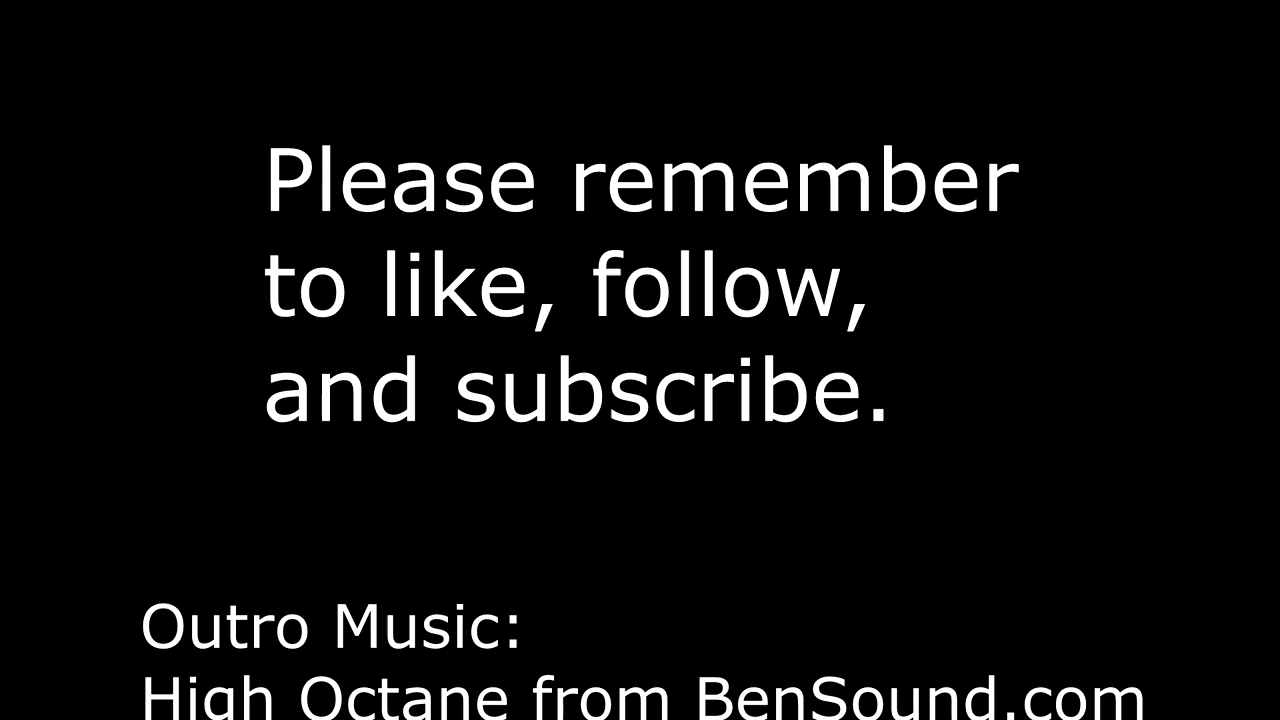 Please remember
to like, follow,
and subscribe.
Outro Music:
High Octane from BenSound.com